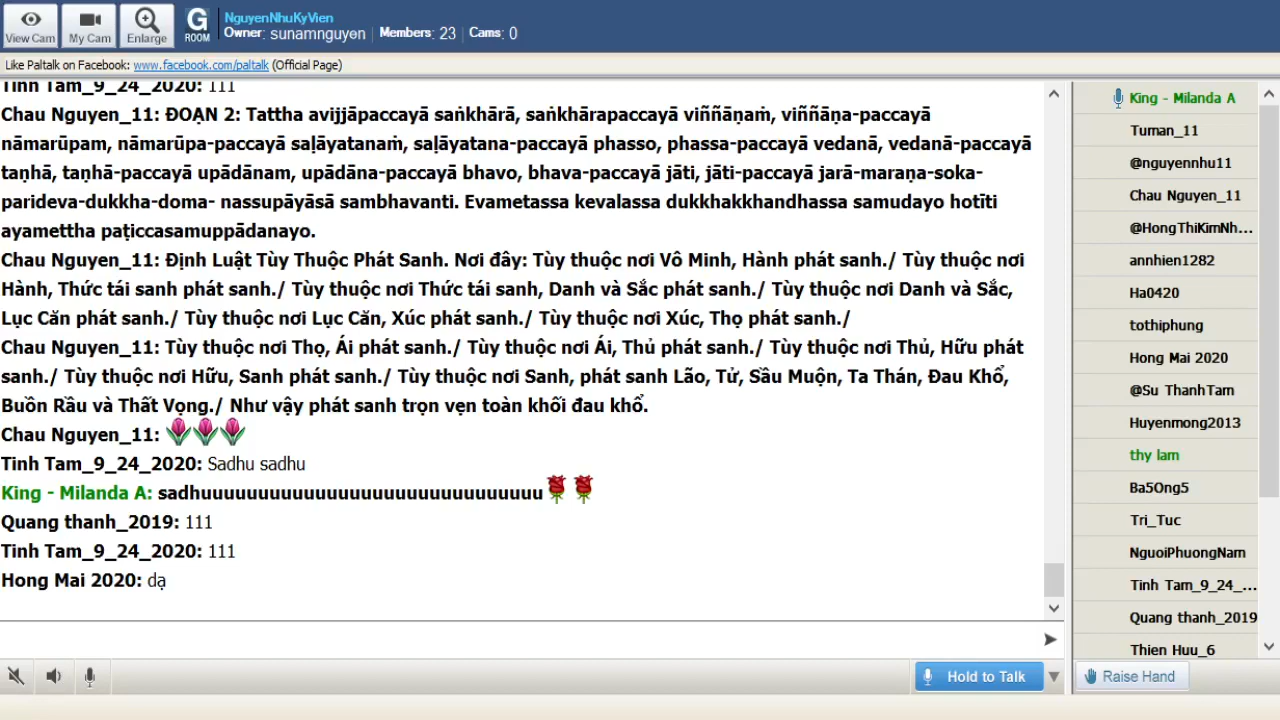 View Cam
My Cam
Enlarge
G
ROOM
NguyenNhuKyVien
Owner: sunamnguyen | Members: 23 | Cams: 0
Like Paltalk on Facebook: www.facebook.com/paltalk (Official Page)
Tinh Tam_9_24_2020: 111
Chau Nguyen_11: ĐOẠN 2: Tattha avijjāpaccayā saṅkhārā, saṅkhārapaccayā viññāṇaṁ, viññāṇa-paccayā
nāmarūpam, nāmarūpa-paccayā saḷāyatanaṁ, saḷāyatana-paccayā phasso, phassa-paccayā vedanā, vedanā-paccayā
taṇhā, taṇhā-paccayā upādānam, upādāna-paccayā bhavo, bhava-paccayā jāti, jāti-paccayā jarā-maraṇa-soka-
parideva-dukkha-doma- nassupāyāsā sambhavanti. Evametassa kevalassa dukkhakkhandhassa samudayo hotīti
ayamettha paṭiccasamuppādanayo.
Chau Nguyen_11: Định Luật Tùy Thuộc Phát Sanh. Nơi đây: Tùy thuộc nơi Vô Minh, Hành phát sanh./ Tùy thuộc nơi
Hành, Thức tái sanh phát sanh./ Tùy thuộc nơi Thức tái sanh, Danh và Sắc phát sanh./ Tùy thuộc nơi Danh và Sắc,
Lục Căn phát sanh./ Tùy thuộc nơi Lục Căn, Xúc phát sanh./ Tùy thuộc nơi Xúc, Thọ phát sanh./
Chau Nguyen_11: Tùy thuộc nơi Thọ, Ái phát sanh./ Tùy thuộc nơi Ái, Thủ phát sanh./ Tùy thuộc nơi Thủ, Hữu phát
sanh./ Tùy thuộc nơi Hữu, Sanh phát sanh./ Tùy thuộc nơi Sanh, phát sanh Lão, Tử, Sầu Muộn, Ta Thán, Đau Khổ,
Buồn Rầu và Thất Vọng./ Như vậy phát sanh trọn vẹn toàn khối đau khổ.
Chau Nguyen_11:
Tinh Tam_9_24_2020: Sadhu sadhu
King - Milanda A: sadhuuuuuuuuuuuuuuuuuuuuuuuuuuuuuu
Quang thanh_2019: 111
Tinh Tam_9_24_2020: 111
Hong Mai 2020: dạ
King - Milanda A
Tuman_11
@nguyennhu11
Chau Nguyen_11
@HongThiKimNh...
annhien1282
Ha0420
tothiphung
Hong Mai 2020
@Su ThanhTam
Huyenmong2013
thy lam
Ba5Ong5
Tri_Tuc
NguoiPhuongNam
Tinh Tam_9_24_...
Quang thanh_2019
Thien Huu_6
Hold to Talk
Raise Hand